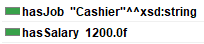 hasJob "Cashier"^^xsd:string
hasSalary 1200.0f